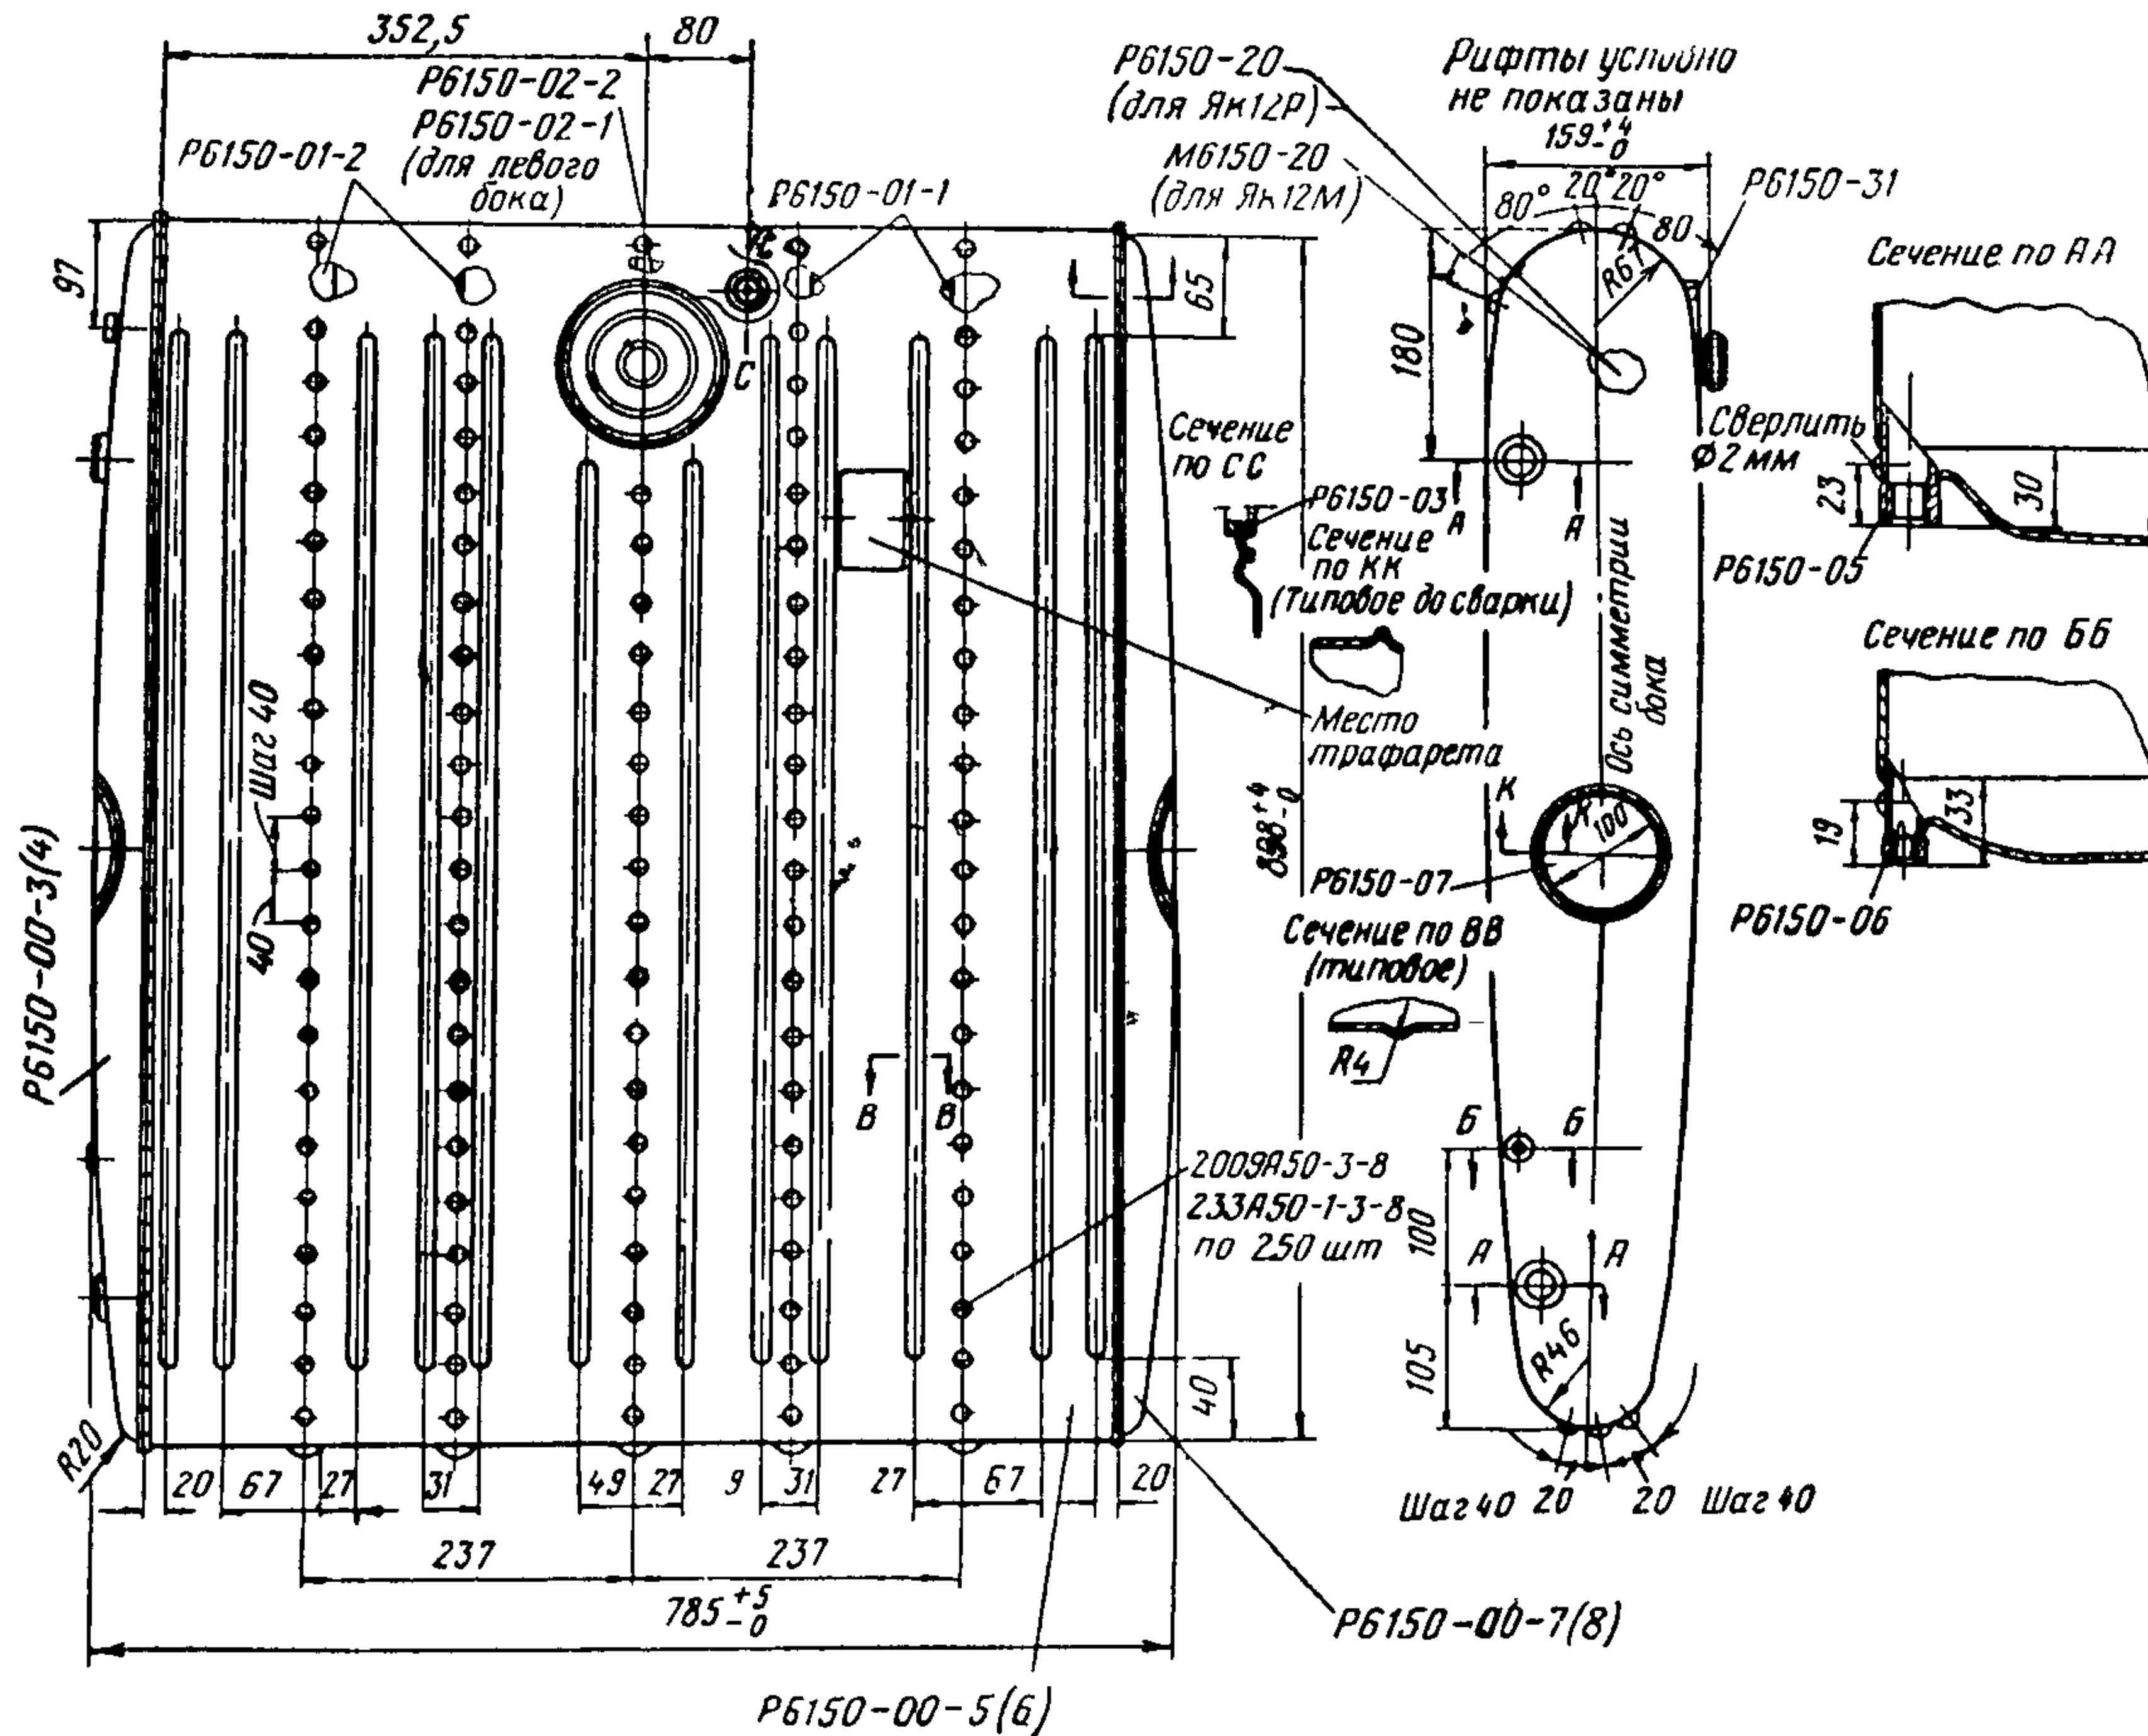 352,5
80
Р6150-02-2
Р6150-02-1
(для левого
бока)
Р6150-01-2
Р6150-01-1
97
С
65
Р6150-20
(для Як12Р)
М6150-20
(для Як12М)
Рифты условно
не показаны
159 +4 -0
80° 20° 20° 80
Р6150-31
R67
180
Сечение по АА
Сверлить
ф2мм
23
30
Р6150-05
Сечение
по СС
Р6150-03
А А
Сечение
по КК
(типовое до сварки)
Ось симметрии
бока
Сечение по ББ
19
33
Р6150-06
Место
трафарета
898 +4 -0
К К
100
Р6150-07
Сечение по ВВ
(типовое)
R4
Шаг 40
40
Р6150-00-3(4)
В В
Б Б
2009А50-3-8
233А50-1-3-8
по 250 шт
100
А А
105
R46
40
R20
20 67 27 31 49 27 9 31 27 67 20
Шаг 40 20 20 Шаг 40
237 237
785 +5 -0
Р6150-00-7(8)
Р6150-00-5(6)